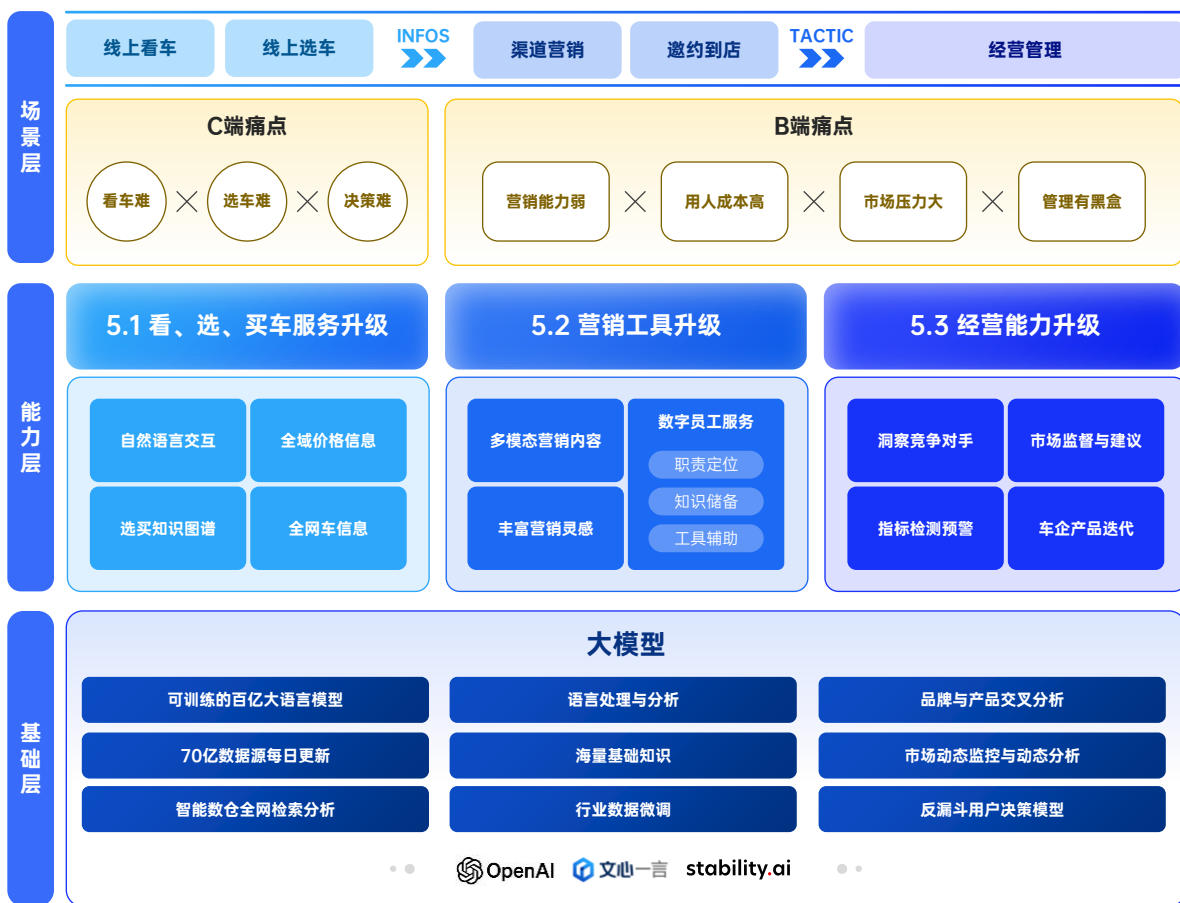 场景层
线上看车
线上选车
INFOS
渠道营销
邀约到店
TACTIC
经营管理
C端痛点
看车难
选车难
决策难
B端痛点
营销能力弱
用人成本高
市场压力大
管理有黑盒
能力层
5.1 看、选、买车服务升级
自然语言交互
全域价格信息
选买知识图谱
全网车信息
5.2 营销工具升级
多模态营销内容
丰富营销灵感
数字员工服务
职责定位
知识储备
工具辅助
5.3 经营能力升级
洞察竞争对手
市场监督与建议
指标检测预警
车企产品迭代
基础层
大模型
可训练的百亿大语言模型
语言处理与分析
品牌与产品交叉分析
70亿数据源每日更新
海量基础知识
市场动态监控与动态分析
智能数仓全网检索分析
行业数据微调
反漏斗用户决策模型
OpenAI
文心一言
stability.ai